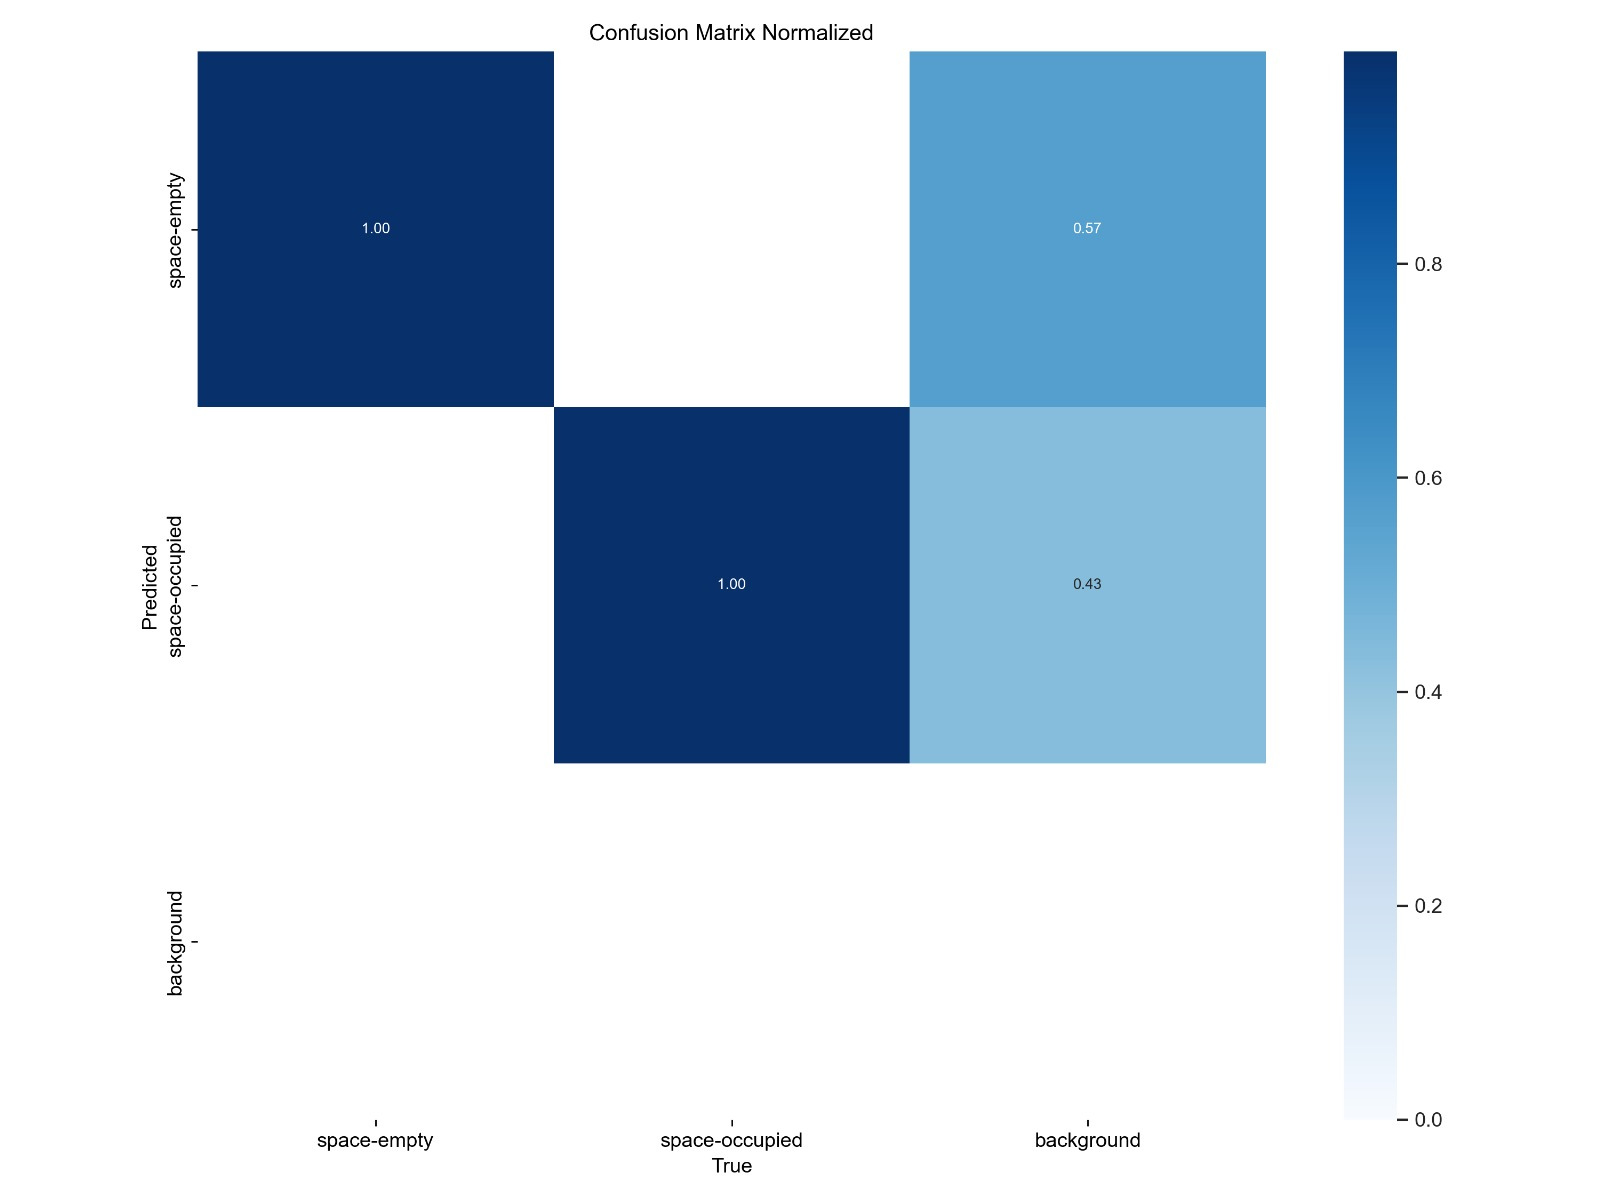 Confusion Matrix Normalized
space-empty
1.00
0.57
0.8
0.6
Predicted
space-occupied
1.00
0.43
0.4
0.2
background
0.0
space-empty
space-occupied
background
True